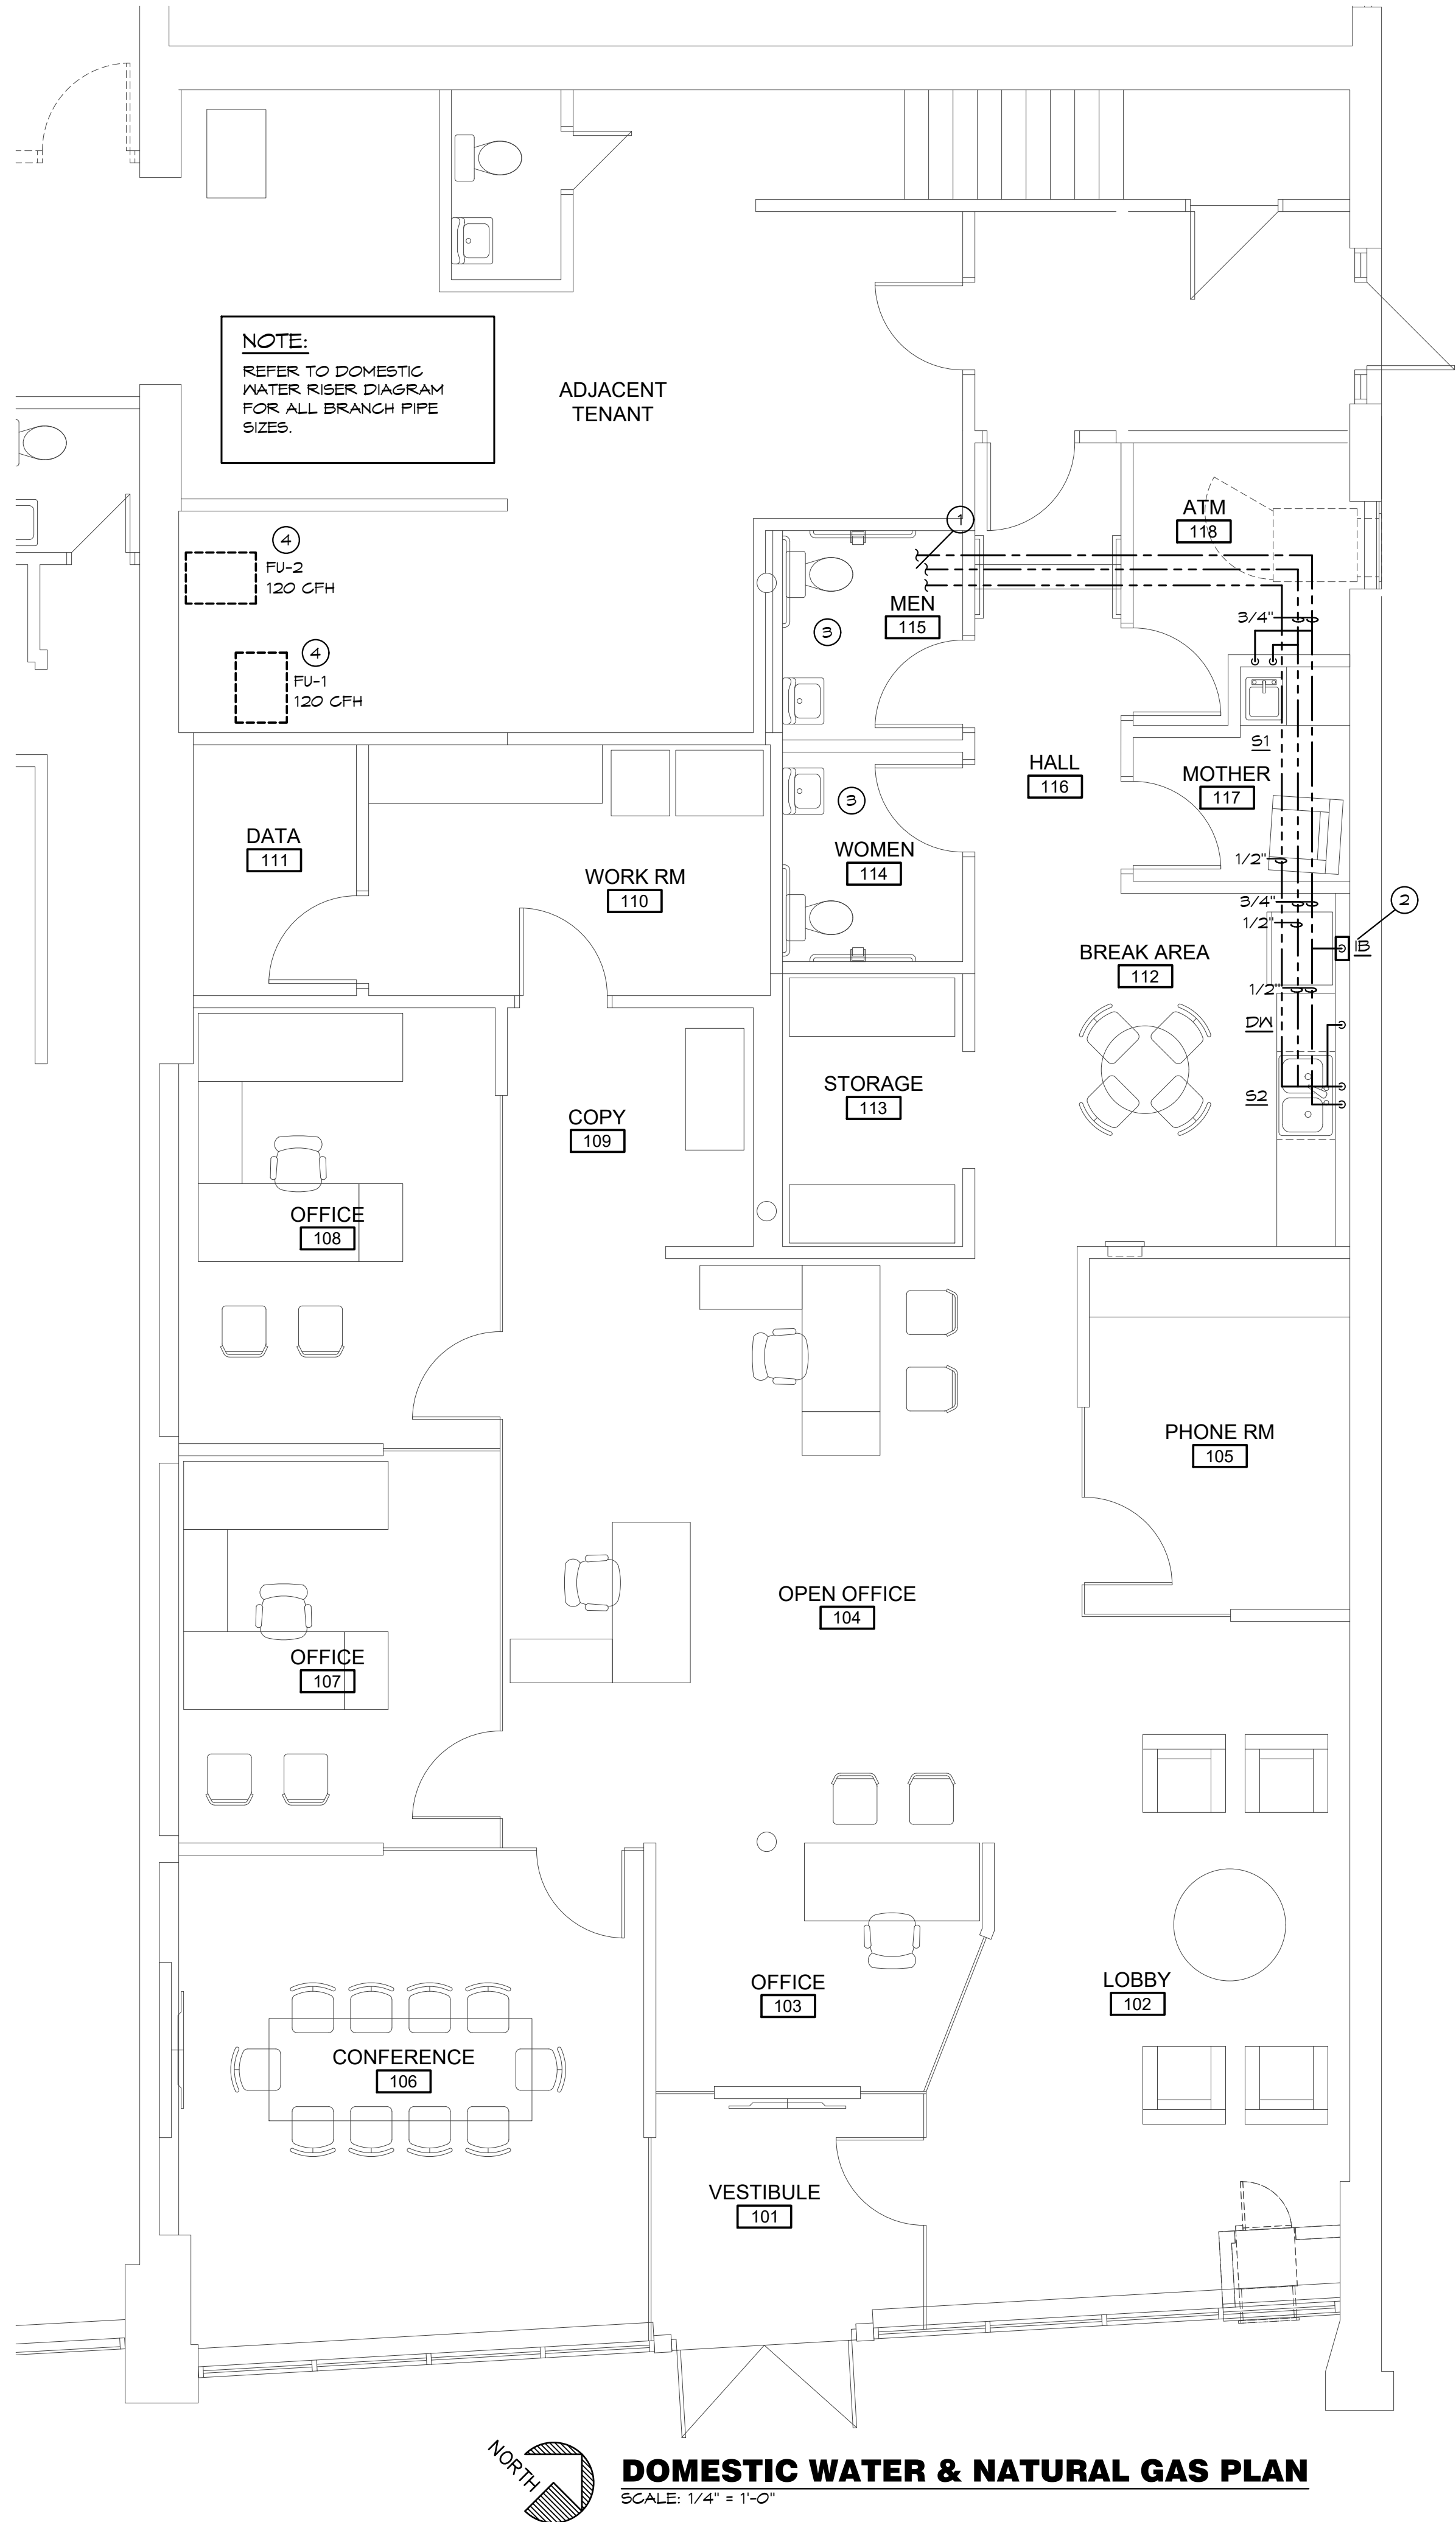 NOTE:
REFER TO DOMESTIC
WATER RISER DIAGRAM
FOR ALL BRANCH PIPE
SIZES.
ADJACENT
TENANT
1
ATM
118
4
FU-2
120 CFH
MEN
115
3/4"
3
4
FU-1
120 CFH
S1
HALL
116
MOTHER
117
3
DATA
111
WOMEN
114
1/2"
WORK RM
110
3/4"
2
1/2"
IB
BREAK AREA
112
1/2"
DW
STORAGE
113
S2
COPY
109
OFFICE
108
PHONE RM
105
OPEN OFFICE
104
OFFICE
107
OFFICE
103
LOBBY
102
CONFERENCE
106
VESTIBULE
101
NORTH
DOMESTIC WATER & NATURAL GAS PLAN
SCALE: 1/4" = 1'-0"